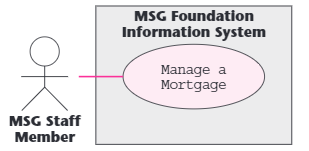 MSG Foundation
Information System
Manage a
Mortgage
MSG Staff
Member